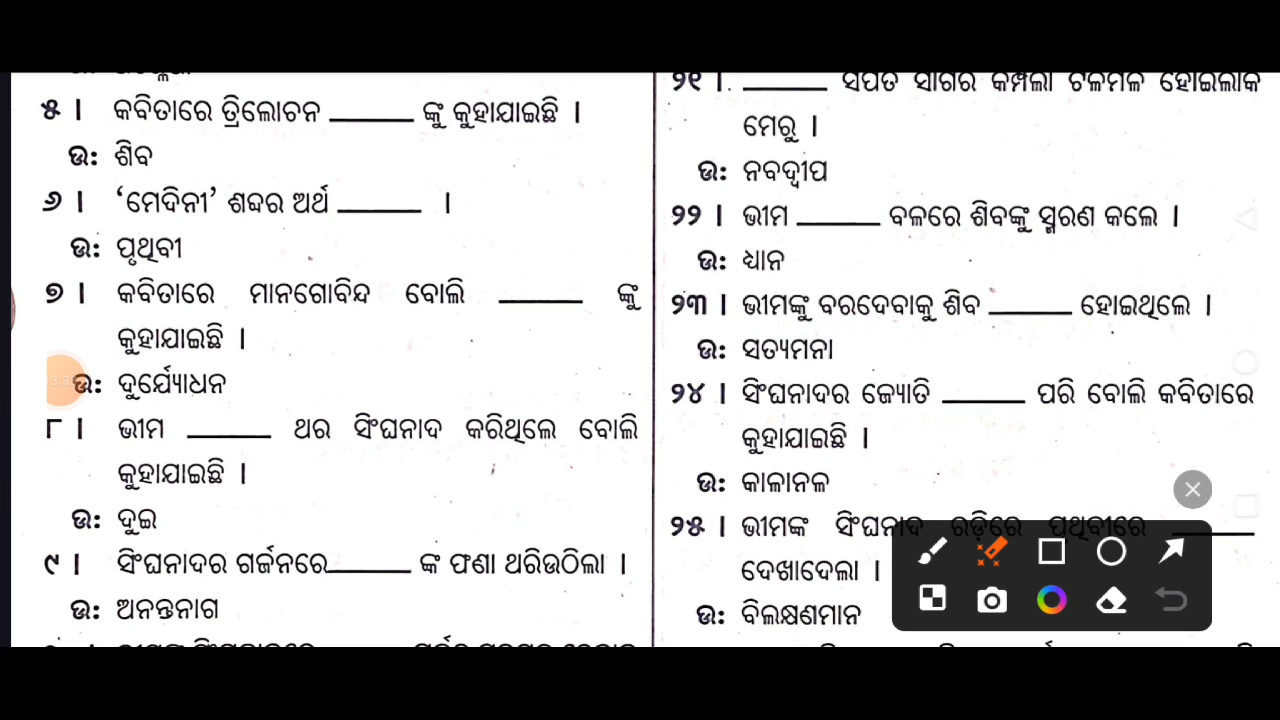 ୫ । କବିତାରେ ତ୍ରିଲୋଚନ ______ ଙ୍କୁ କୁହାଯାଇଛି ।
ଉ: ଶିବ
୬ । ‘ମେଦିନୀ’ ଶବ୍ଦର ଅର୍ଥ ______ ।
ଉ: ପୃଥିବୀ
୭ । କବିତାରେ ମାନଗୋବିନ୍ଦ ବୋଲି ______ ଙ୍କୁ
କୁହାଯାଇଛି ।
ଉ: ଦୁର୍ଯ୍ୟୋଧନ
୮ । ଭୀମ ______ ଥର ସିଂଘନାଦ କରିଥିଲେ ବୋଲି
କୁହାଯାଇଛି ।
ଉ: ଦୁଇ
୯ । ସିଂଘନାଦର ଗର୍ଜନରେ______ ଙ୍କ ଫଣା ଥରିଉଠିଲା ।
ଉ: ଅନନ୍ତନାଗ
୨୧ । ______ ସପତ ସାଗର କମ୍ପିଲା ଟଳମଳ ହୋଇଲାକ
ମେରୁ ।
ଉ: ନବଦ୍ୱୀପ
୨୨ । ଭୀମ ______ ବଳରେ ଶିବଙ୍କୁ ସ୍ମରଣ କଲେ ।
ଉ: ଧ୍ୟାନ
୨୩ । ଭୀମଙ୍କୁ ବରଦେବାକୁ ଶିବ ______ ହୋଇଥିଲେ ।
ଉ: ସତ୍ୟମନା
୨୪ । ସିଂଘନାଦର ଜ୍ୟୋତି ______ ପରି ବୋଲି କବିତାରେ
କୁହାଯାଇଛି ।
ଉ: କାଳାନଳ
୨୫ । ଭୀମଙ୍କ ସିଂଘନାଦ ରଡ଼ିରେ ପୃଥିବୀରେ ______
ଦେଖାଦେଲା ।
ଉ: ବିଲକ୍ଷଣମାନ